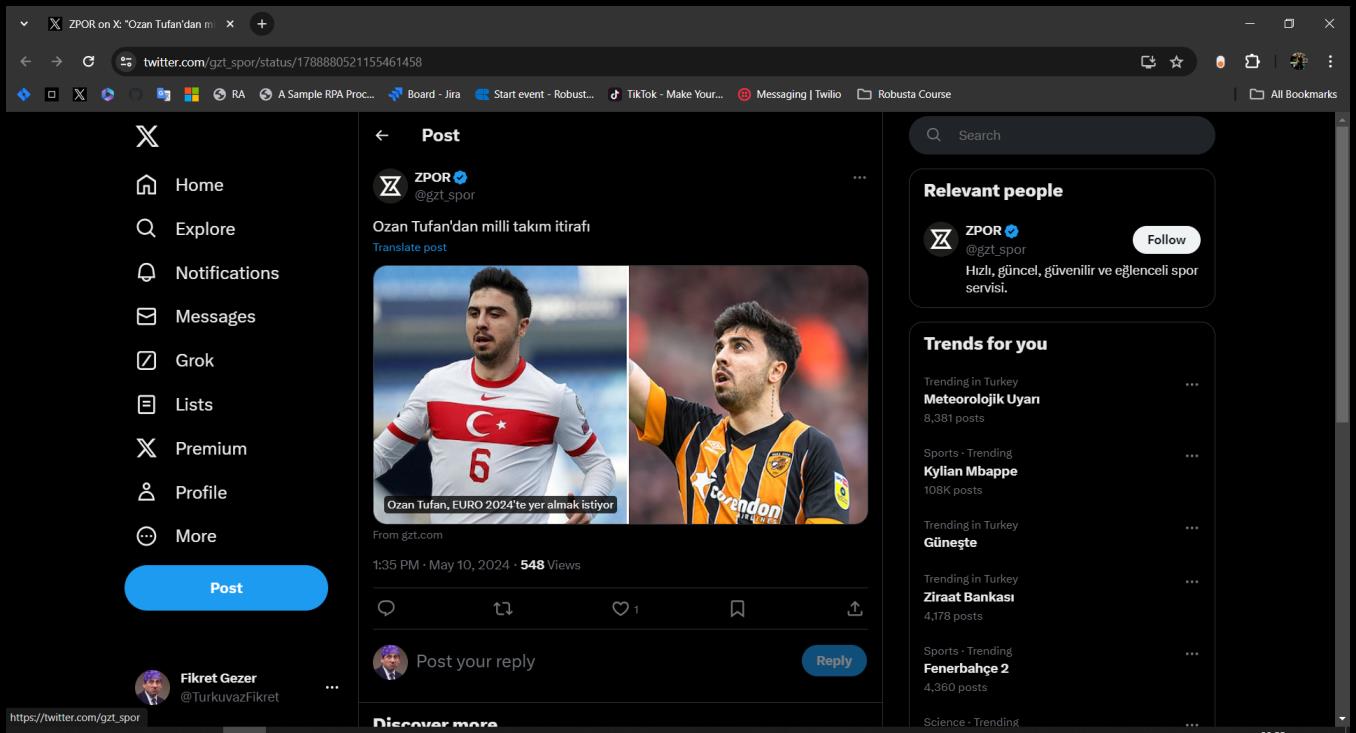 ZPOR on X: "Ozan Tufan'dan mi
twitter.com/gzt_spor/status/1788880521155461458
RA
A Sample RPA Proc...
Board - Jira
Start event - Robust...
TikTok - Make Your...
Messaging | Twilio
Robusta Course
All Bookmarks
Home
Explore
Notifications
Messages
Grok
Lists
Premium
Profile
More
Post
Fikret Gezer
@TurkuvazFikret
https://twitter.com/gzt_spor
Post
ZPOR
@gzt_spor
Ozan Tufan'dan milli takım itirafı
Translate post
6
Ozan Tufan, EURO 2024'te yer almak istiyor
AIRLINES
From gzt.com
1:35 PM · May 10, 2024 · 548 Views
1
Post your reply
Reply
Discover more
Search
Relevant people
ZPOR
@gzt_spor
Follow
Hızlı, güncel, güvenilir ve eğlenceli spor
servisi.
Trends for you
Trending in Turkey
Meteorolojik Uyarı
8,381 posts
Sports · Trending
Kylian Mbappe
108K posts
Trending in Turkey
Güneşte
Trending in Turkey
Ziraat Bankası
4,178 posts
Sports · Trending
Fenerbahçe 2
4,360 posts
Science · Trending